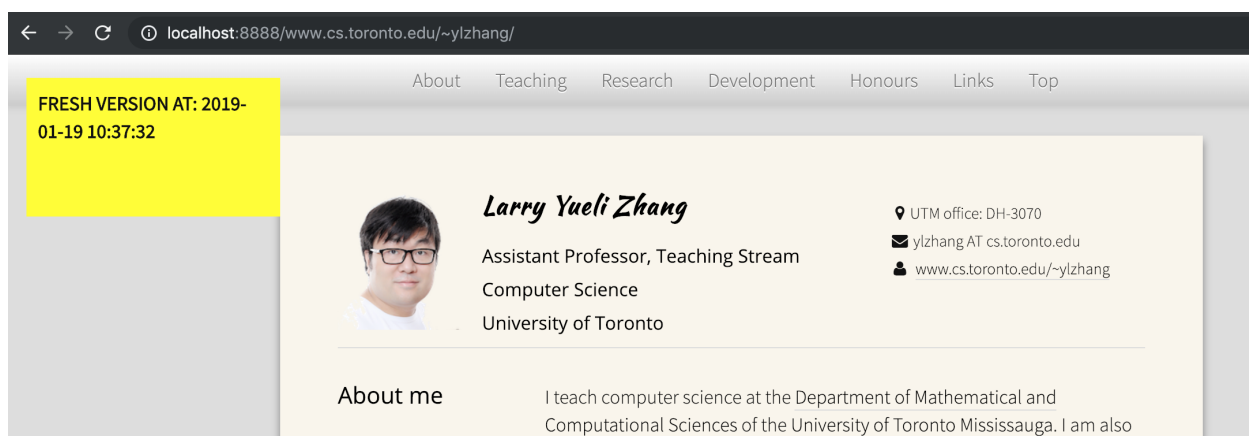 localhost:8888/www.cs.toronto.edu/~ylzhang/
About Teaching Research Development Honours Links Top
FRESH VERSION AT: 2019-
01-19 10:37:32
Larry Yueli Zhang
Assistant Professor, Teaching Stream
Computer Science
University of Toronto
UTM office: DH-3070
ylzhang AT cs.toronto.edu
www.cs.toronto.edu/~ylzhang
About me
I teach computer science at the Department of Mathematical and
Computational Sciences of the University of Toronto Mississauga. I am also